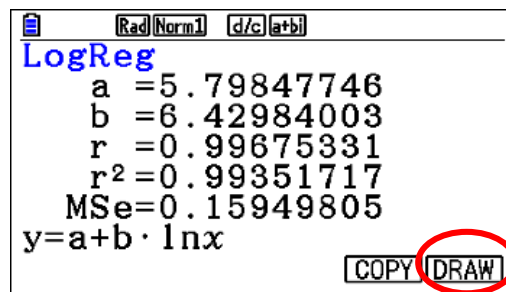 Rad Norm1 d/c a+bi
LogReg
a =5.79847746
b =6.42984003
r =0.99675331
r²=0.99351717
MSe=0.15949805
y=a+b·lnx
COPY DRAW